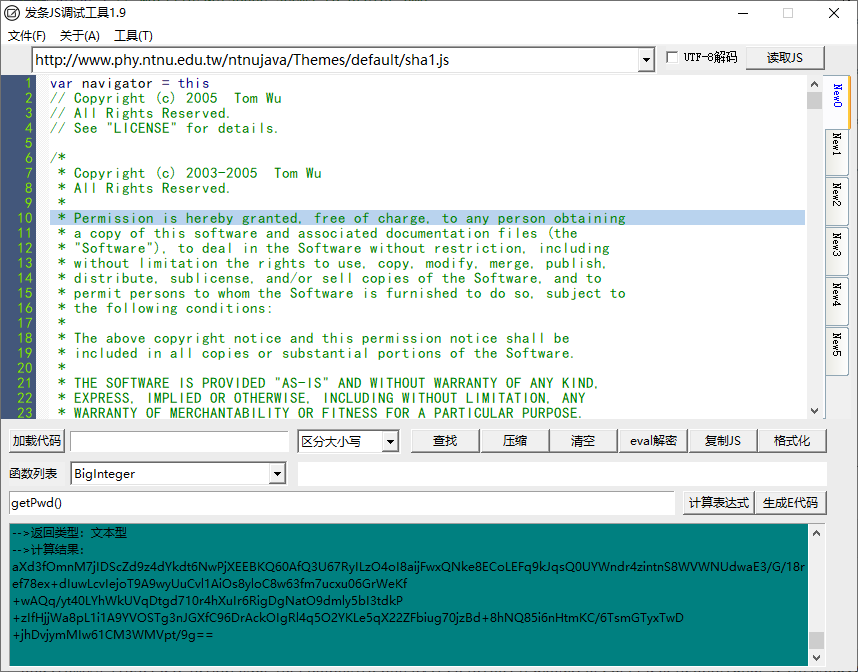 发条JS调试工具1.9
文件(F) 关于(A) 工具(T)
http://www.phy.ntnu.edu.tw/ntnujava/Themes/default/sha1.js
UTF-8解码
读取JS
1 var navigator = this
2 // Copyright (c) 2005  Tom Wu
3 // All Rights Reserved.
4 // See "LICENSE" for details.
5
6 /*
7 * Copyright (c) 2003-2005  Tom Wu
8 * All Rights Reserved.
9 *
10 * Permission is hereby granted, free of charge, to any person obtaining
11 * a copy of this software and associated documentation files (the
12 * "Software"), to deal in the Software without restriction, including
13 * without limitation the rights to use, copy, modify, merge, publish,
14 * distribute, sublicense, and/or sell copies of the Software, and to
15 * permit persons to whom the Software is furnished to do so, subject to
16 * the following conditions:
17 *
18 * The above copyright notice and this permission notice shall be
19 * included in all copies or substantial portions of the Software.
20 *
21 * THE SOFTWARE IS PROVIDED "AS-IS" AND WITHOUT WARRANTY OF ANY KIND,
22 * EXPRESS, IMPLIED OR OTHERWISE, INCLUDING WITHOUT LIMITATION, ANY
23 * WARRANTY OF MERCHANTABILITY OR FITNESS FOR A PARTICULAR PURPOSE.
New0
New1
New2
New3
New4
New5
加载代码 区分大小写 查找 压缩 清空 eval解密 复制JS 格式化
函数列表 BigInteger
getPwd() 计算表达式 生成E代码
-->返回类型：文本型
-->计算结果：
aXd3fOmnM7jIDScZd9z4dYkdt6NwPjXEEBKQ60AfQ3U67RyILzO4oI8aijFwxQNke8ECoLEFq9kJqsQ0UYWndr4zintnS8WVWNUdwaE3/G/18r
ef78ex+dIuwLcvIejoT9A9wyUuCvl1AiOs8yloC8w63fm7ucxu06GrWeKf
+wAQq/yt40LYhWkUVqDtgd710r4hXuIr6RigDgNatO9dmly5bI3tdkP
+zIfHjjWa8pL1i1A9YVOSTg3nJGXfC96DrAckOIgRl4q5O2YKLe5qX22ZFbiug70jzBd+8hNQ85i6nHtmKC/6TsmGTyxTwD
+jhDvjymMIw61CM3WMVpt/9g==